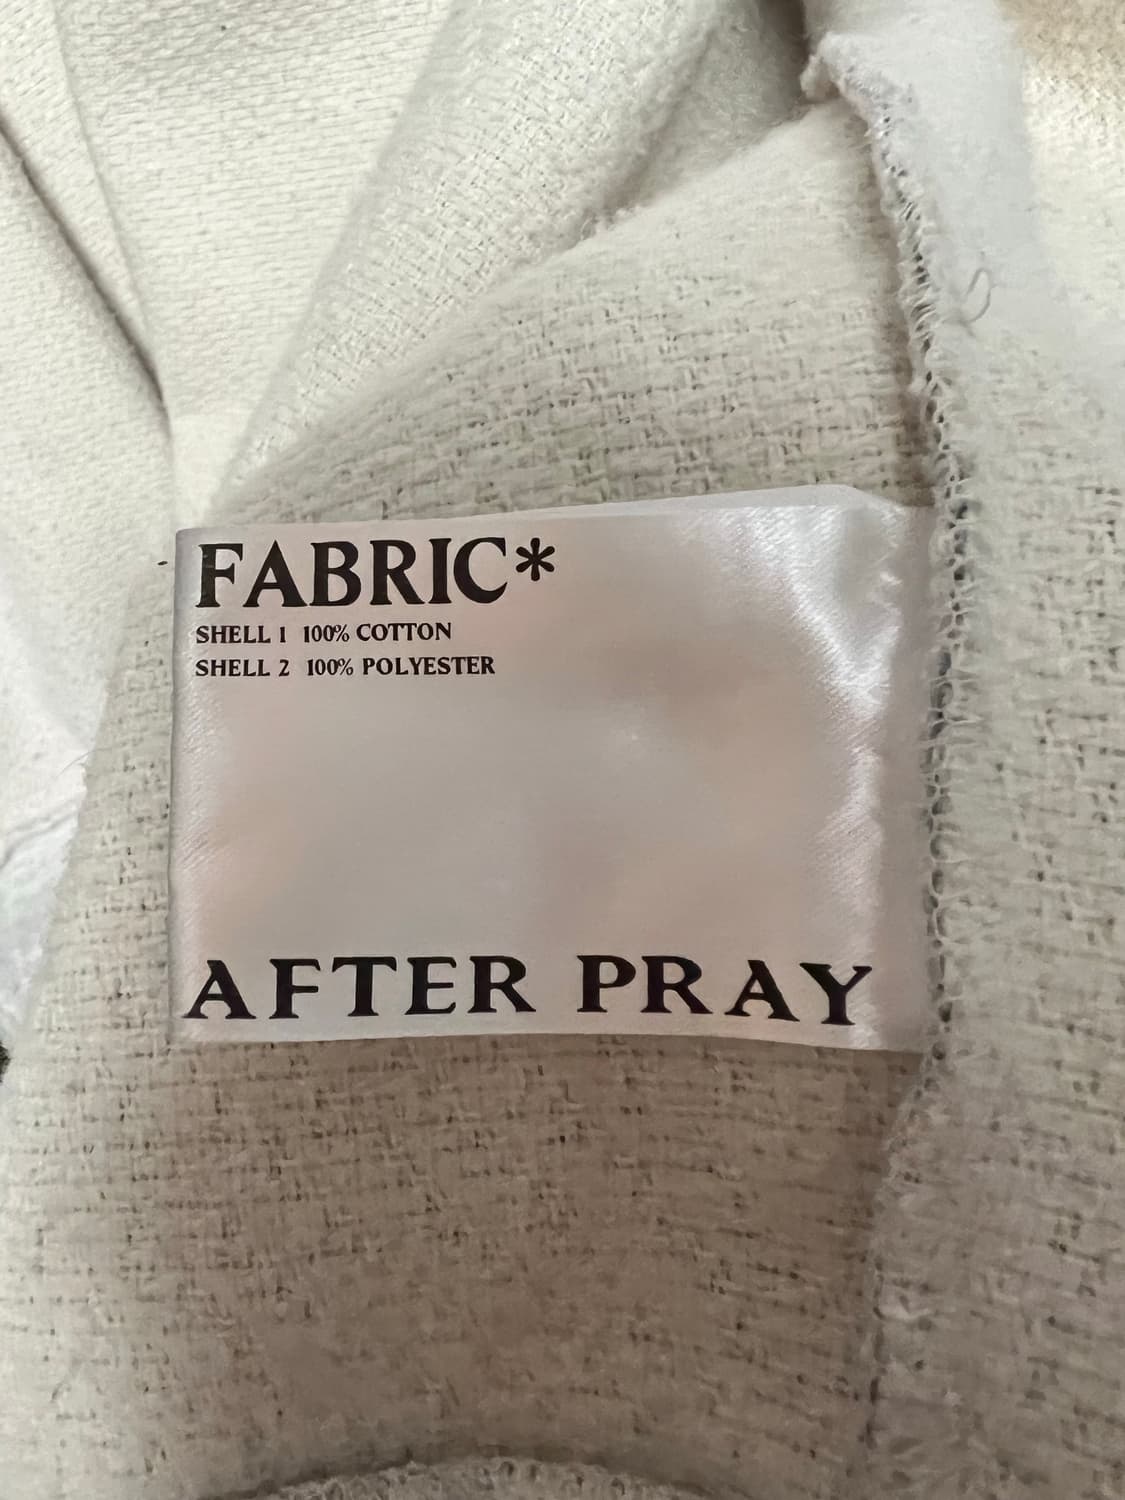 FABRIC*
SHELL 1 100% COTTON
SHELL 2 100% POLYESTER
AFTER PRAY